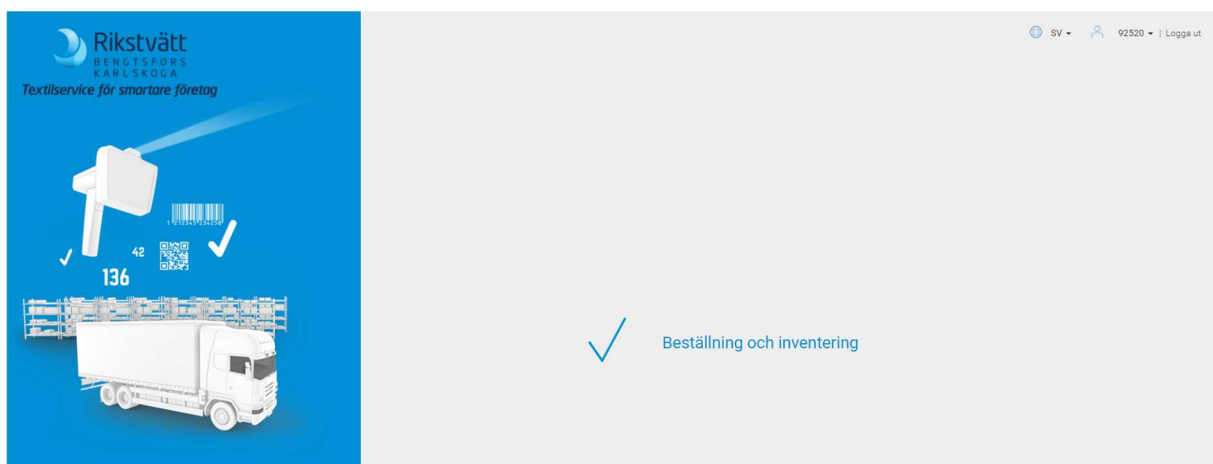 Rikstvätt
BENGTSFORS
KARLSKOGA
Textilservice för smartare företag
SV
92520 | Logga ut
42
136
Beställning och inventering